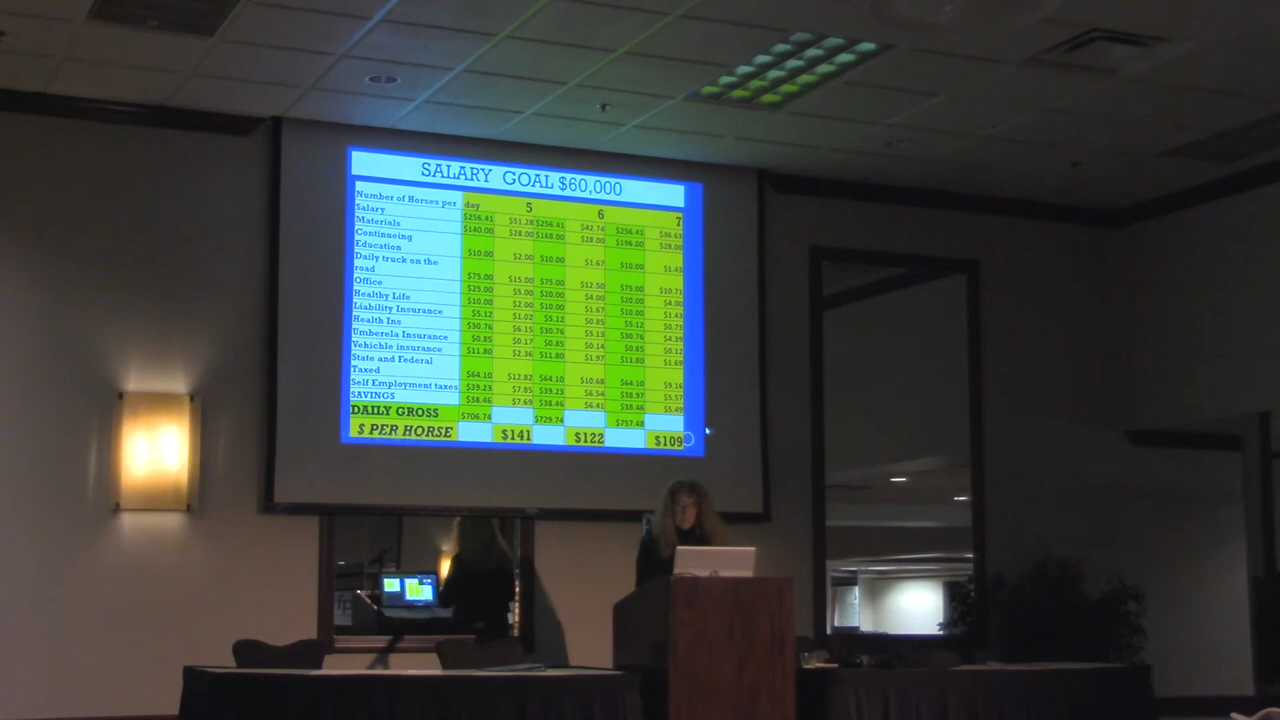 SALARY GOAL $60,000
Number of Horses per day 5 6 7
Salary $256.41 $51.28 $256.41 $42.74 $256.41 $36.63
Materials $140.00 $28.00 $168.00 $28.00 $196.00 $28.00
Continueing
Education $10.00 $2.00 $10.00 $1.67 $10.00 $1.43
Daily truck on the
road $75.00 $15.00 $75.00 $12.50 $75.00 $10.71
Office $25.00 $5.00 $20.00 $4.00 $20.00 $4.00
Healthy Life $10.00 $2.00 $10.00 $1.67 $10.00 $1.43
Liability Insurance $5.12 $1.02 $5.12 $0.85 $5.12 $0.73
Health Ins $30.76 $6.15 $30.76 $5.13 $30.76 $4.39
Umberela Insurance $0.85 $0.17 $0.85 $0.14 $0.85 $0.12
Vehichle insurance $11.80 $2.36 $11.80 $1.97 $11.80 $1.69
State and Federal
Taxed $64.10 $12.82 $64.10 $10.68 $64.10 $9.16
Self Employment taxes $39.23 $7.85 $39.23 $6.54 $38.97 $5.57
SAVINGS $38.46 $7.69 $38.46 $6.41 $38.46 $5.49
DAILY GROSS $706.74 $729.74 $757.48
$ PER HORSE $141 $122 $109